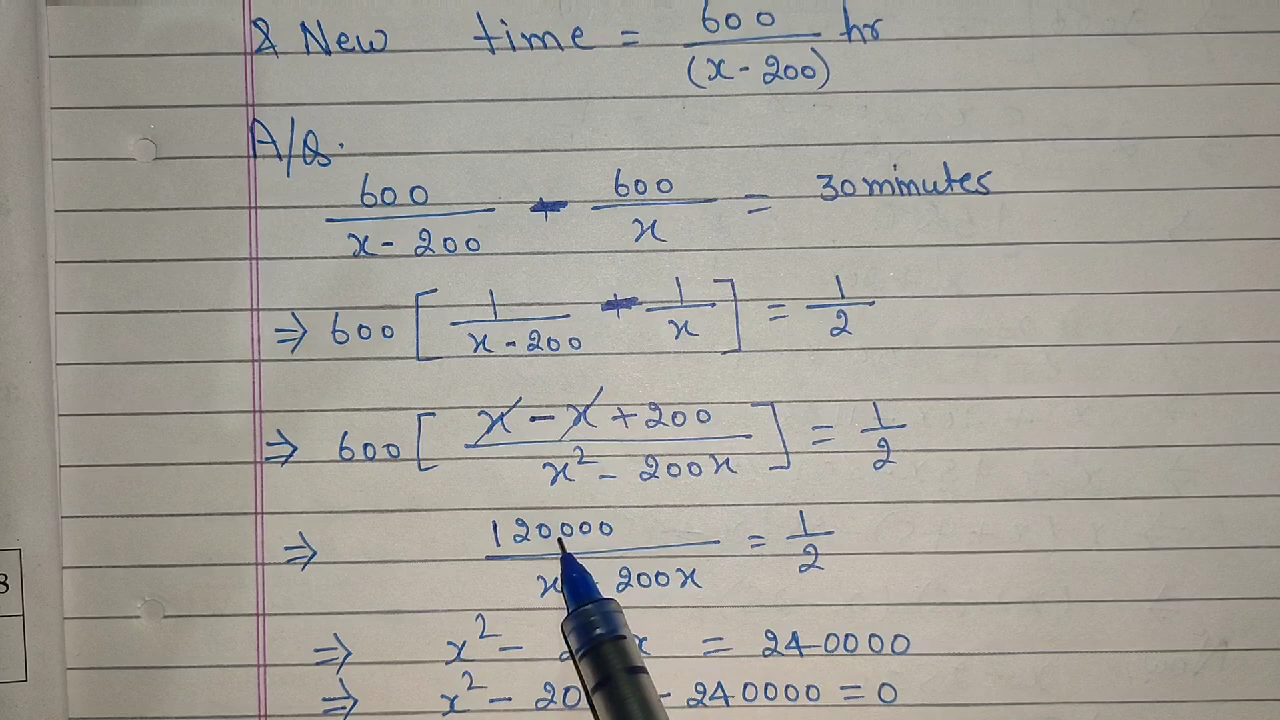 & New time = 600/(x - 200) hr
A/Q.
600/(x - 200) - 600/x = 30 minutes
⇒ 600 [1/(x - 200) - 1/x] = 1/2
⇒ 600 [(x - x + 200)/(x² - 200x)] = 1/2
⇒ 120000/(x - 200x) = 1/2
⇒ x² - x = 240000
⇒ x² - 20 - 240000 = 0
8